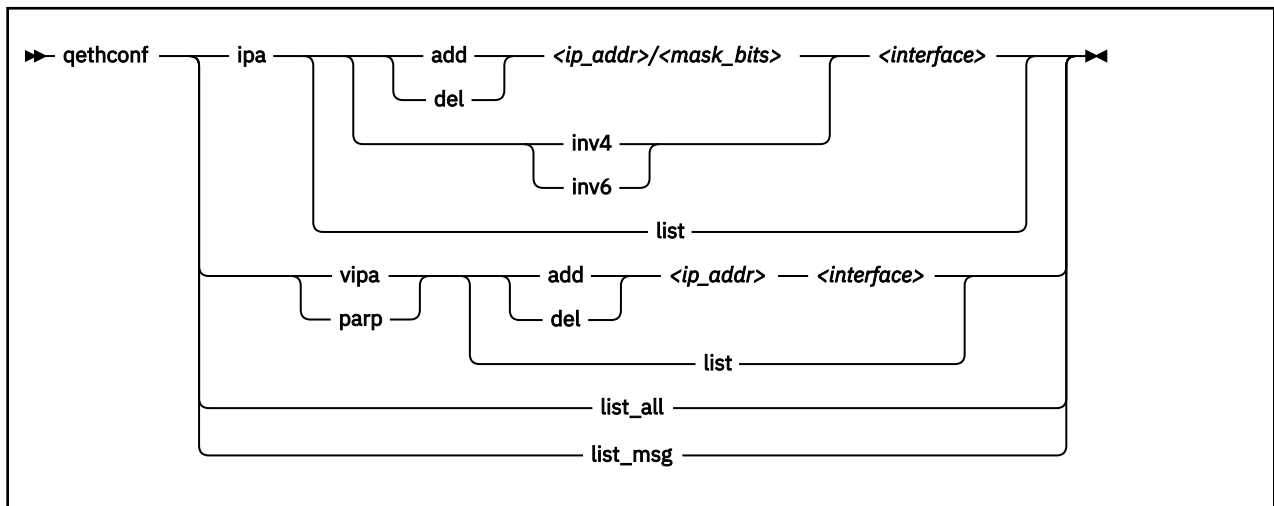 qethconf ipa add <ip_addr>/<mask_bits> <interface>
del
inv4
inv6
list
vipa add <ip_addr> <interface>
parp del
list
list_all
list_msg